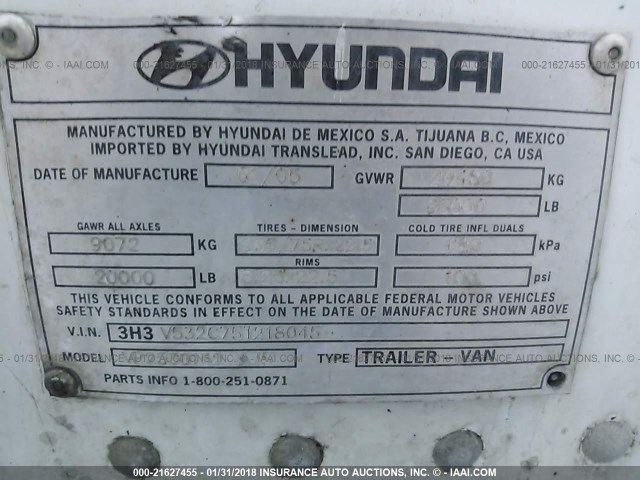 HYUNDAI
MANUFACTURED BY HYUNDAI DE MEXICO S.A. TIJUANA B.C, MEXICO
IMPORTED BY HYUNDAI TRANSLEAD, INC. SAN DIEGO, CA USA
DATE OF MANUFACTURE GVWR KG
LB
GAWR ALL AXLES TIRES - DIMENSION COLD TIRE INFL DUALS
9072 KG kPa
RIMS
20000 LB psi
THIS VEHICLE CONFORMS TO ALL APPLICABLE FEDERAL MOTOR VEHICLES
SAFETY STANDARDS IN EFFECT ON THE DATE OF MANUFACTURE SHOWN ABOVE
V.I.N. 3H3 V532C75T218045
MODEL TYPE TRAILER - VAN
PARTS INFO 1-800-251-0871
000-21627455 - 01/31/2018 INSURANCE AUTO AUCTIONS, INC. - © IAAI.COM